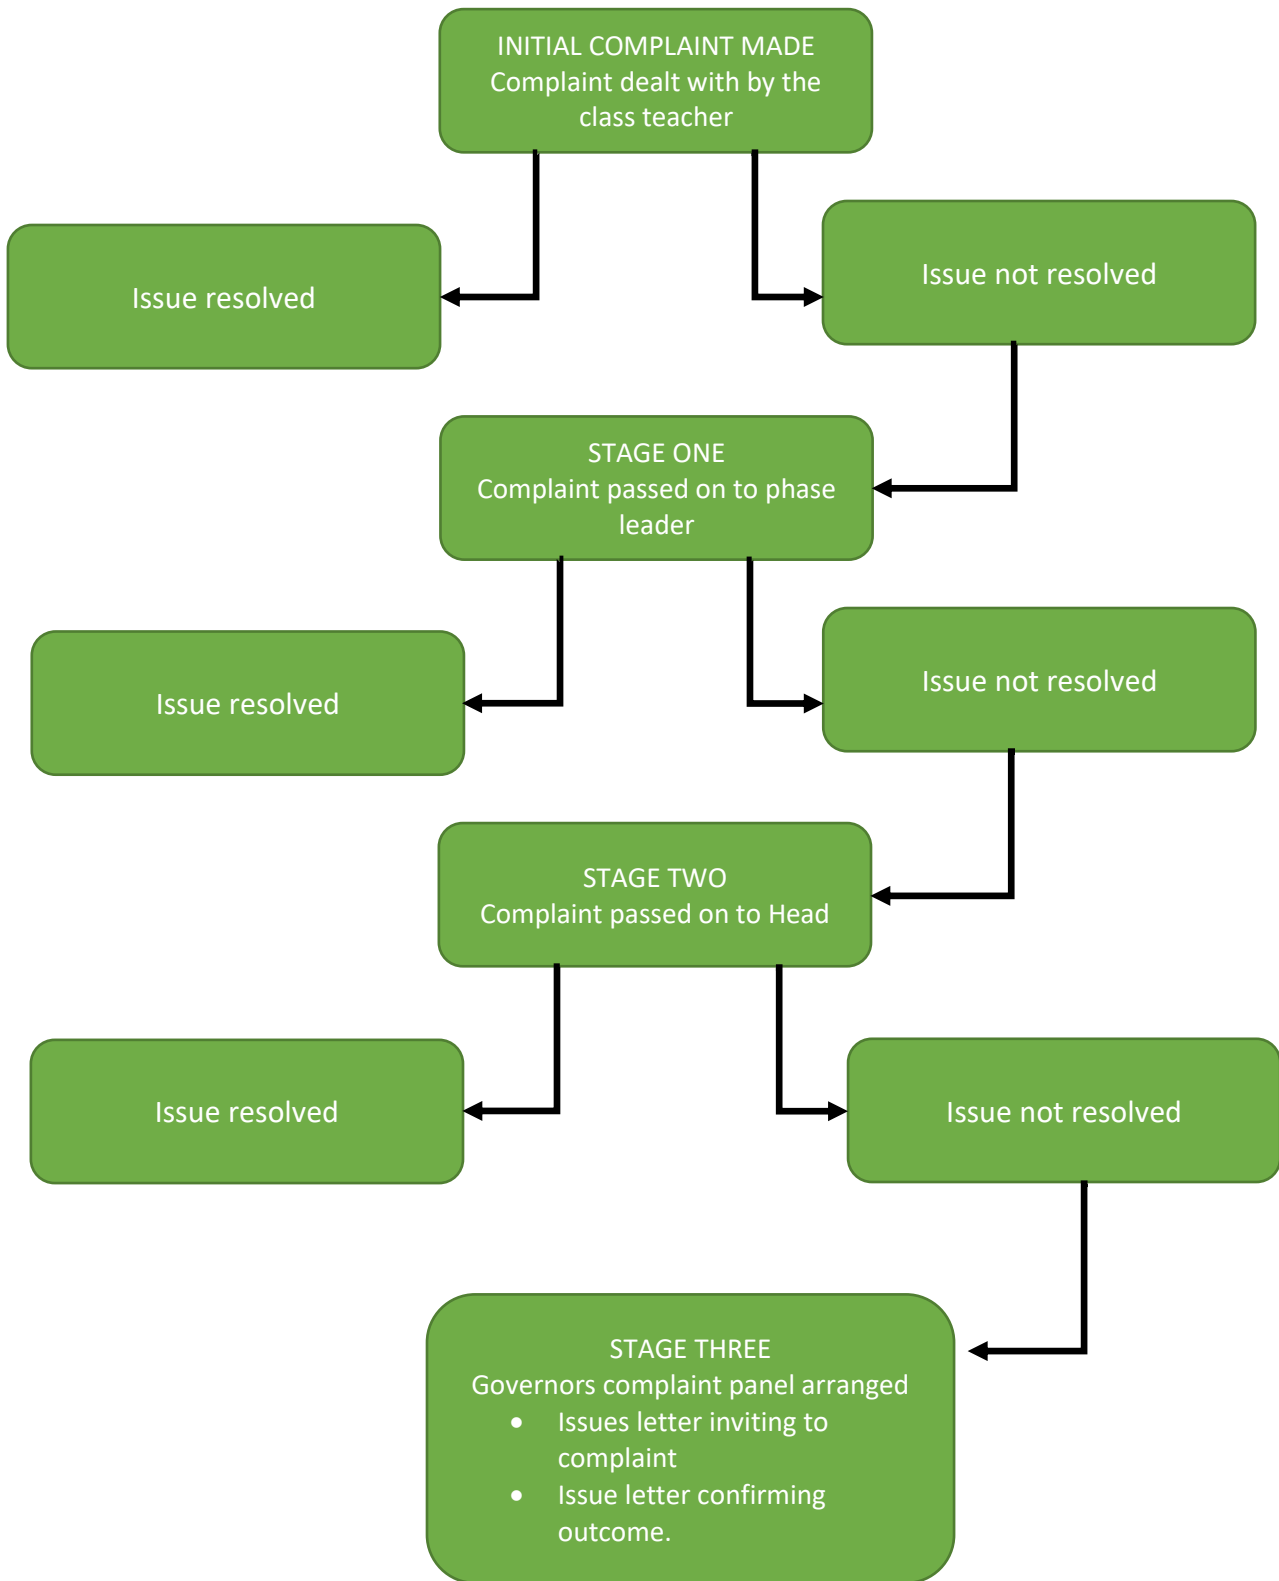 INITIAL COMPLAINT MADE
Complaint dealt with by the
class teacher
Issue resolved
Issue not resolved
STAGE ONE
Complaint passed on to phase
leader
Issue resolved
Issue not resolved
STAGE TWO
Complaint passed on to Head
Issue resolved
Issue not resolved
STAGE THREE
Governors complaint panel arranged
• Issues letter inviting to
complaint
• Issue letter confirming
outcome.